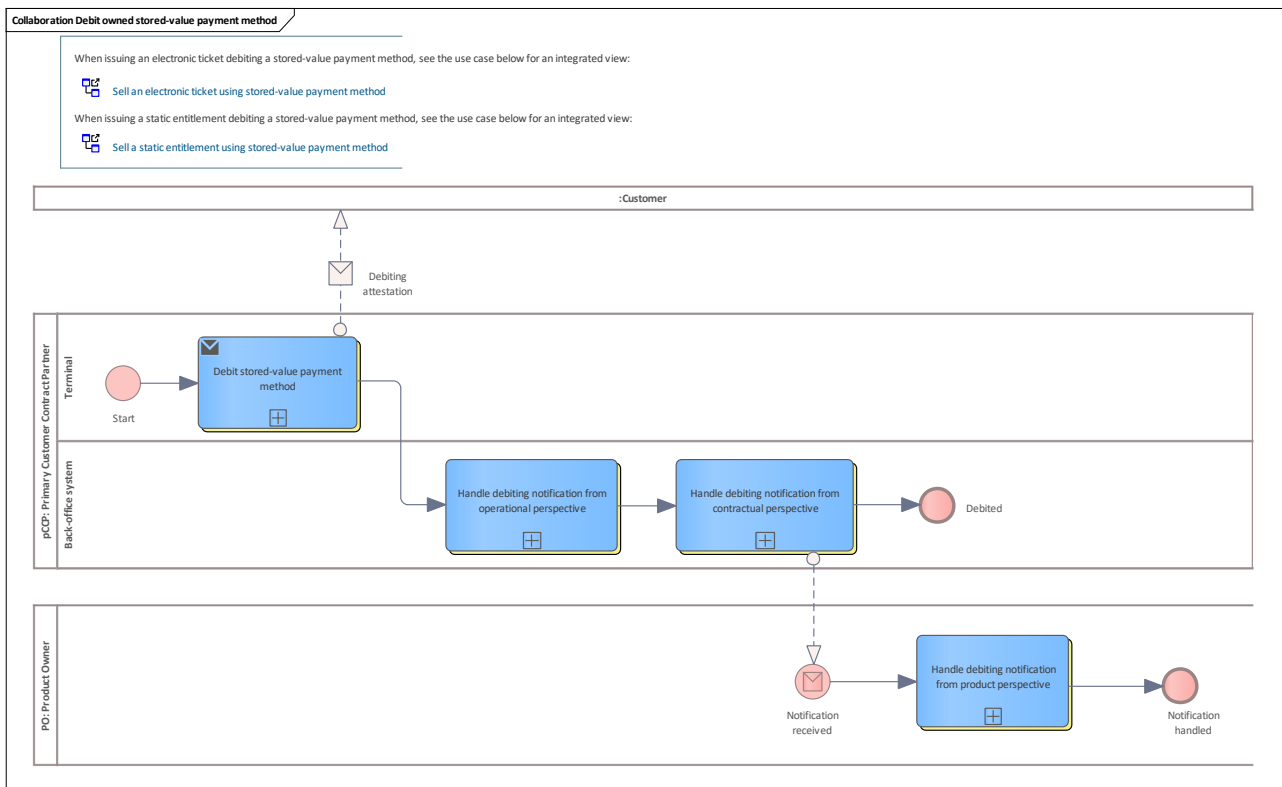 Collaboration Debit owned stored-value payment method
When issuing an electronic ticket debiting a stored-value payment method, see the use case below for an integrated view:
Sell an electronic ticket using stored-value payment method
When issuing a static entitlement debiting a stored-value payment method, see the use case below for an integrated view:
Sell a static entitlement using stored-value payment method
:Customer
Debiting
attestation
pCCP: Primary Customer Contract Partner
Terminal
Start
Debit stored-value payment
method
Back-office system
Handle debiting notification from
operational perspective
Handle debiting notification from
contractual perspective
Debited
PO: Product Owner
Notification
received
Handle debiting notification
from product perspective
Notification
handled